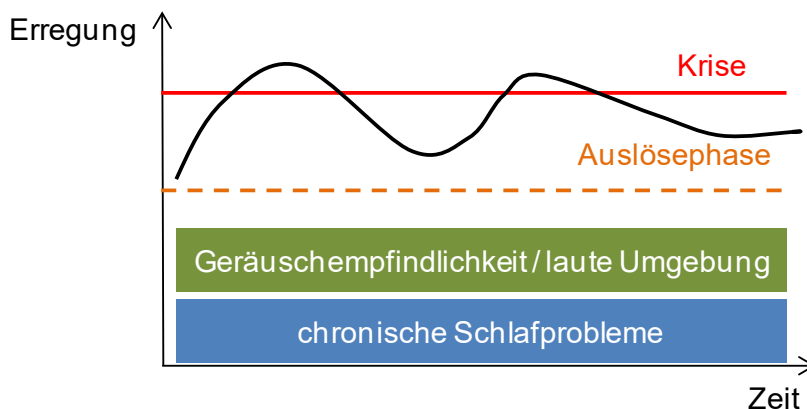 Erregung
Krise
Auslösephase
Geräuschempfindlichkeit / laute Umgebung
chronische Schlafprobleme
Zeit